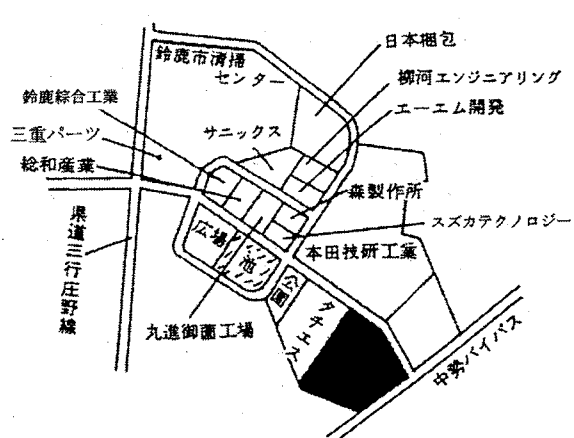 日本梱包
鈴鹿市清掃
センター
柳河エンジニアリング
鈴鹿綜合工業
エーエム開発
サニックス
三重パーツ
総和産業
森製作所
スズカテクノロジー
広場
池
本田技研工業
県道三行庄野線
公園
タチエス
丸進御薗工場
中勢バイパス